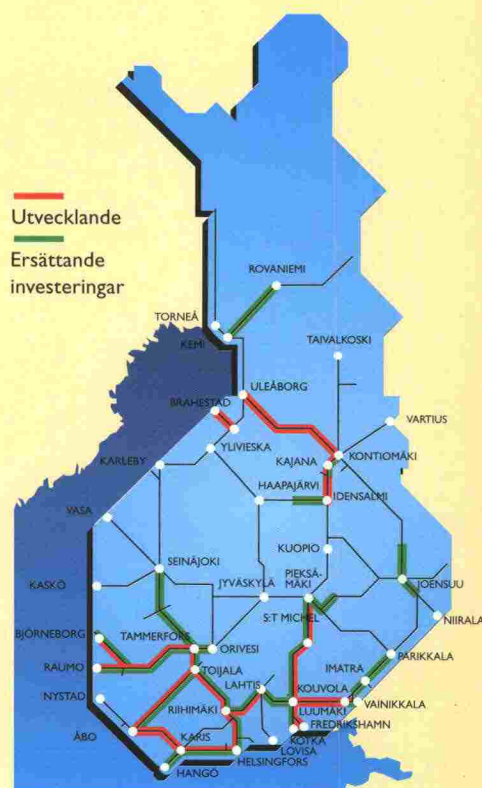 Utvecklande
Ersättande
investeringar
ROVANIEMI
TORNEÅ
KEMI
TAIVALKOSKI
ULEÅBORG
BRAHESTAD
VARTIUS
YLIVIESKA
KONTIOMÄKI
KARLEBY
KAJANA
HAAPAJÄRVI
IDENSALMI
VASA
KUOPIO
SEINÄJOKI
PIEKSÄ-
MÄKI
JOENSUU
KASKÖ
JYVÄSKYLÄ
S:T MICHEL
NIIRALA
BJÖRNEBORG
TAMMERFORS
ORIVESI
PARIKKALA
RAUMO
TOIJALA
IMATRA
LAHTIS
KOUVOLA
NYSTAD
RIIHIMÄKI
LUUMÄKI
VAINIKKALA
FREDRIKSHAMN
ÅBO
KARIS
KOTKA
LOVISA
HELSINGFORS
HANGÖ